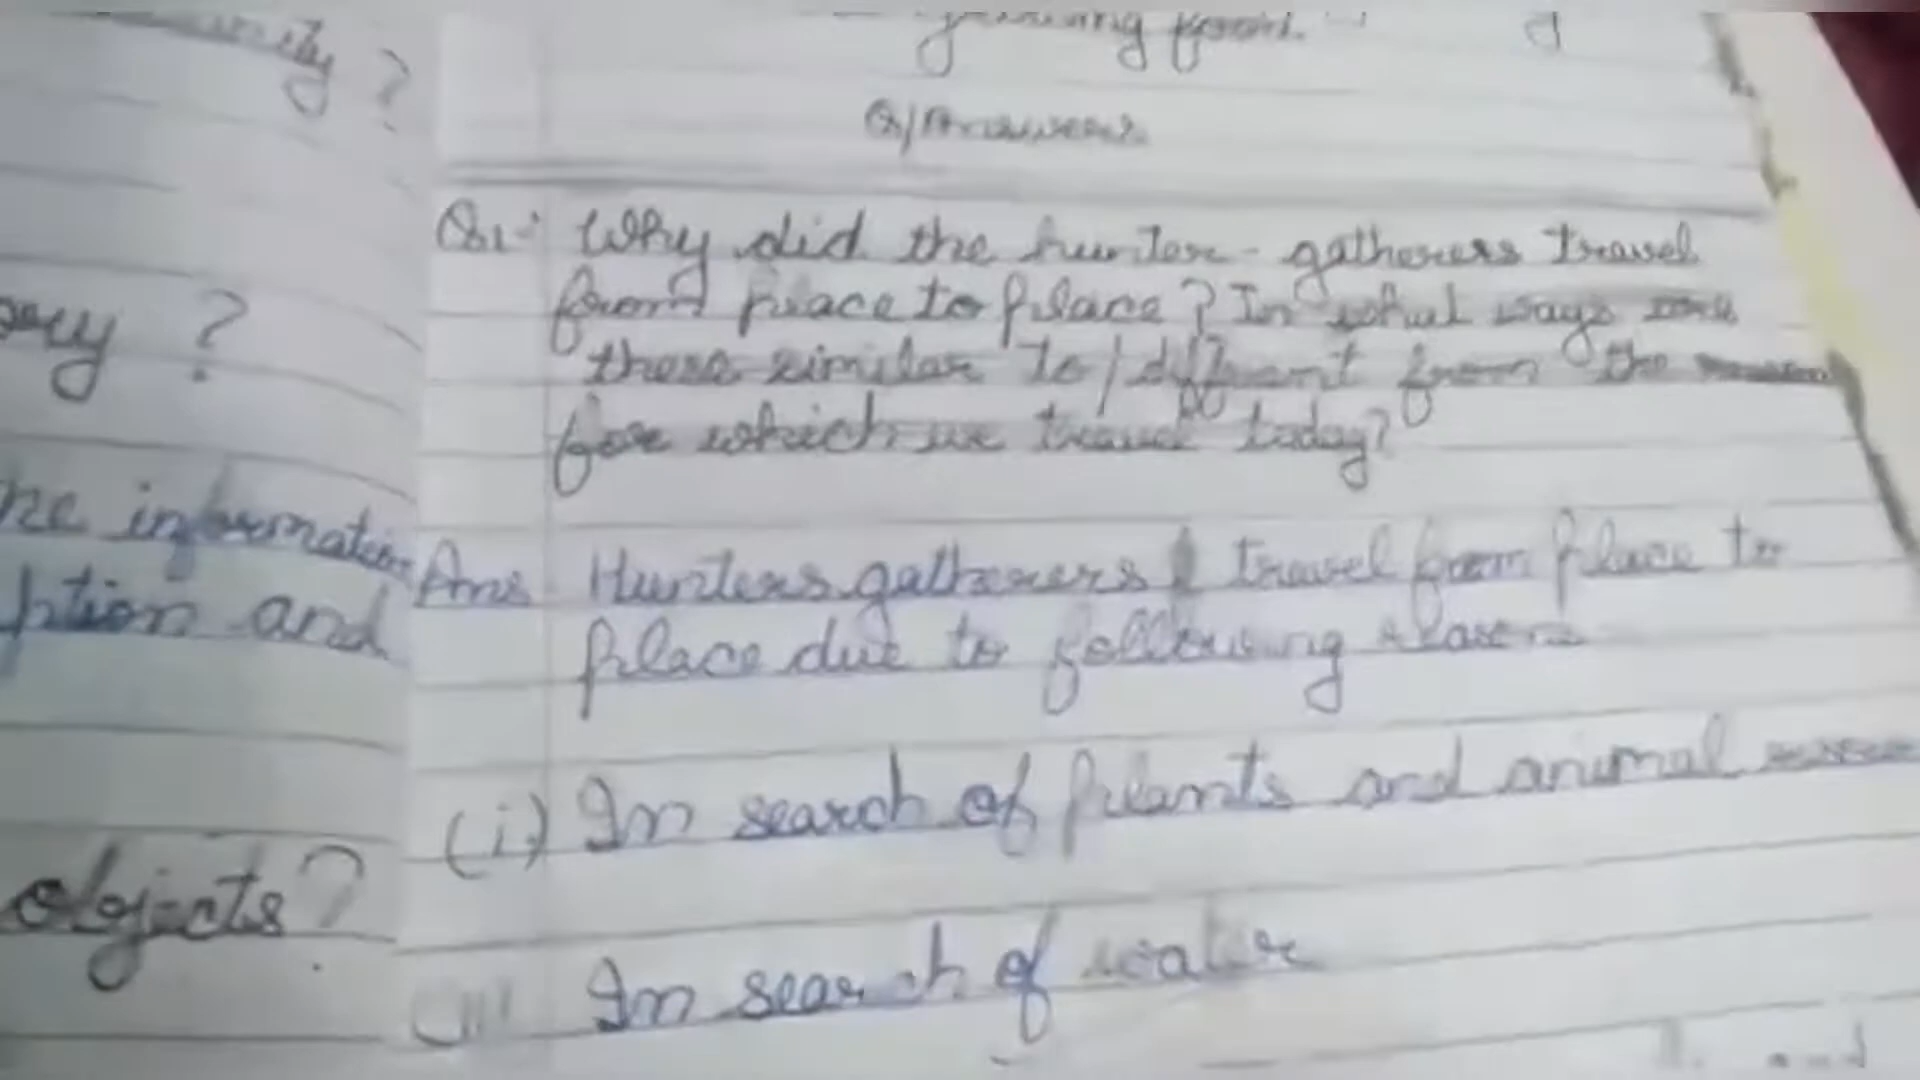 ?
objects?
ry ?
information
ption and
Q/Answers
Q1:- Why did the hunter-gatherers travel
from place to place? In what ways
these similar to/different from the
for which we travel today?
Ans Hunters gatherers travel from place to
place due to following
(i) In search of plants and animal
In search of water